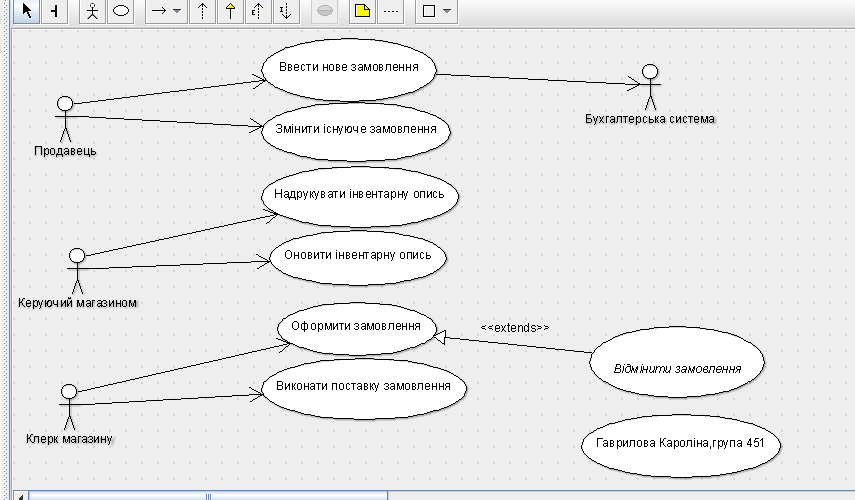 Ввести нове замовлення
Бухгалтерська система
Змінити існуюче замовлення
Продавець
Надрукувати інвентарну опись
Оновити інвентарну опись
Керуючий магазином
Оформити замовлення
<<extends>>
Відмінити замовлення
Виконати поставку замовлення
Клерк магазину
Гаврилова Кароліна,група 451